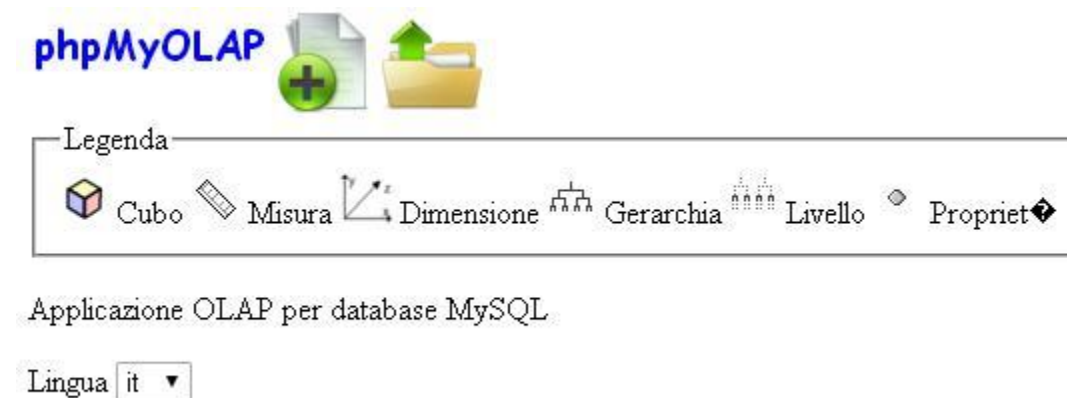 phpMyOLAP
Legenda
Cubo Misura Dimensione Gerarchia Livello Propriet�
Applicazione OLAP per database MySQL
Lingua it